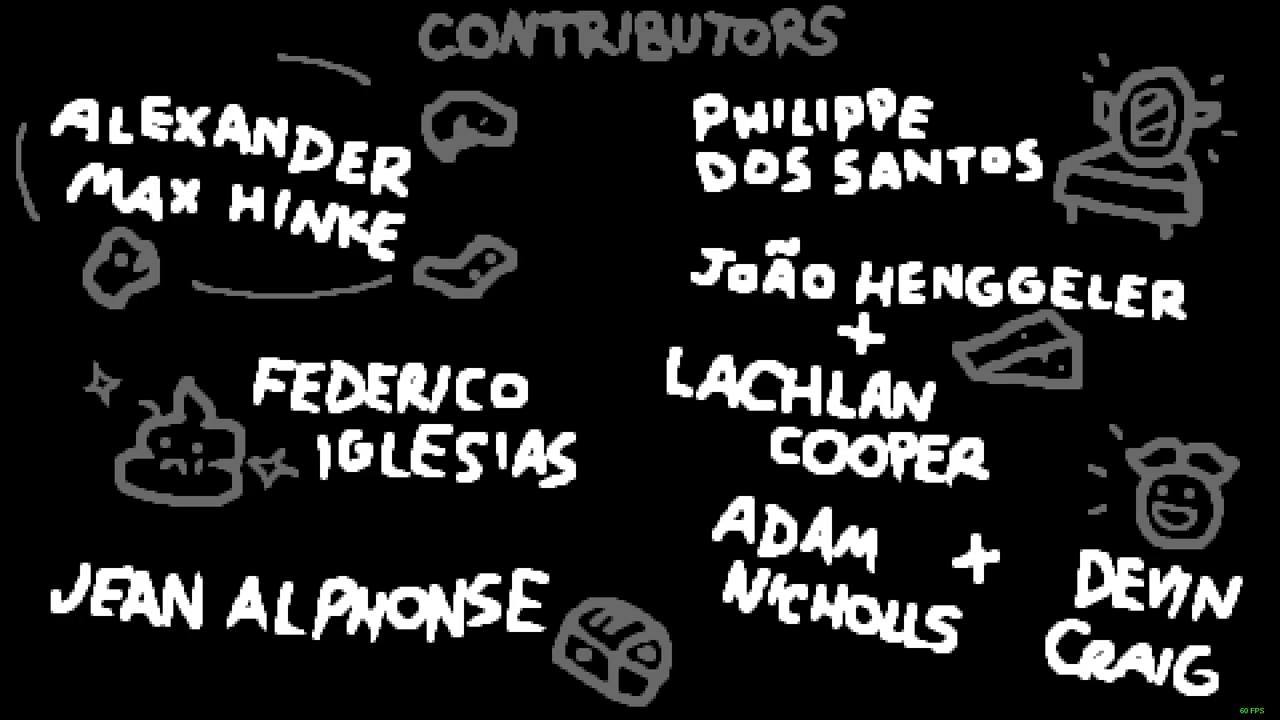 CONTRIBUTORS
ALEXANDER
MAX HINKE
PHILIPPE
DOS SANTOS
JOÃO HENGGELER
+
LACHLAN
COOPER
FEDERICO
IGLESIAS
ADAM
NICHOLLS
+
DEVIN
CRAIG
JEAN ALPHONSE
60 FPS